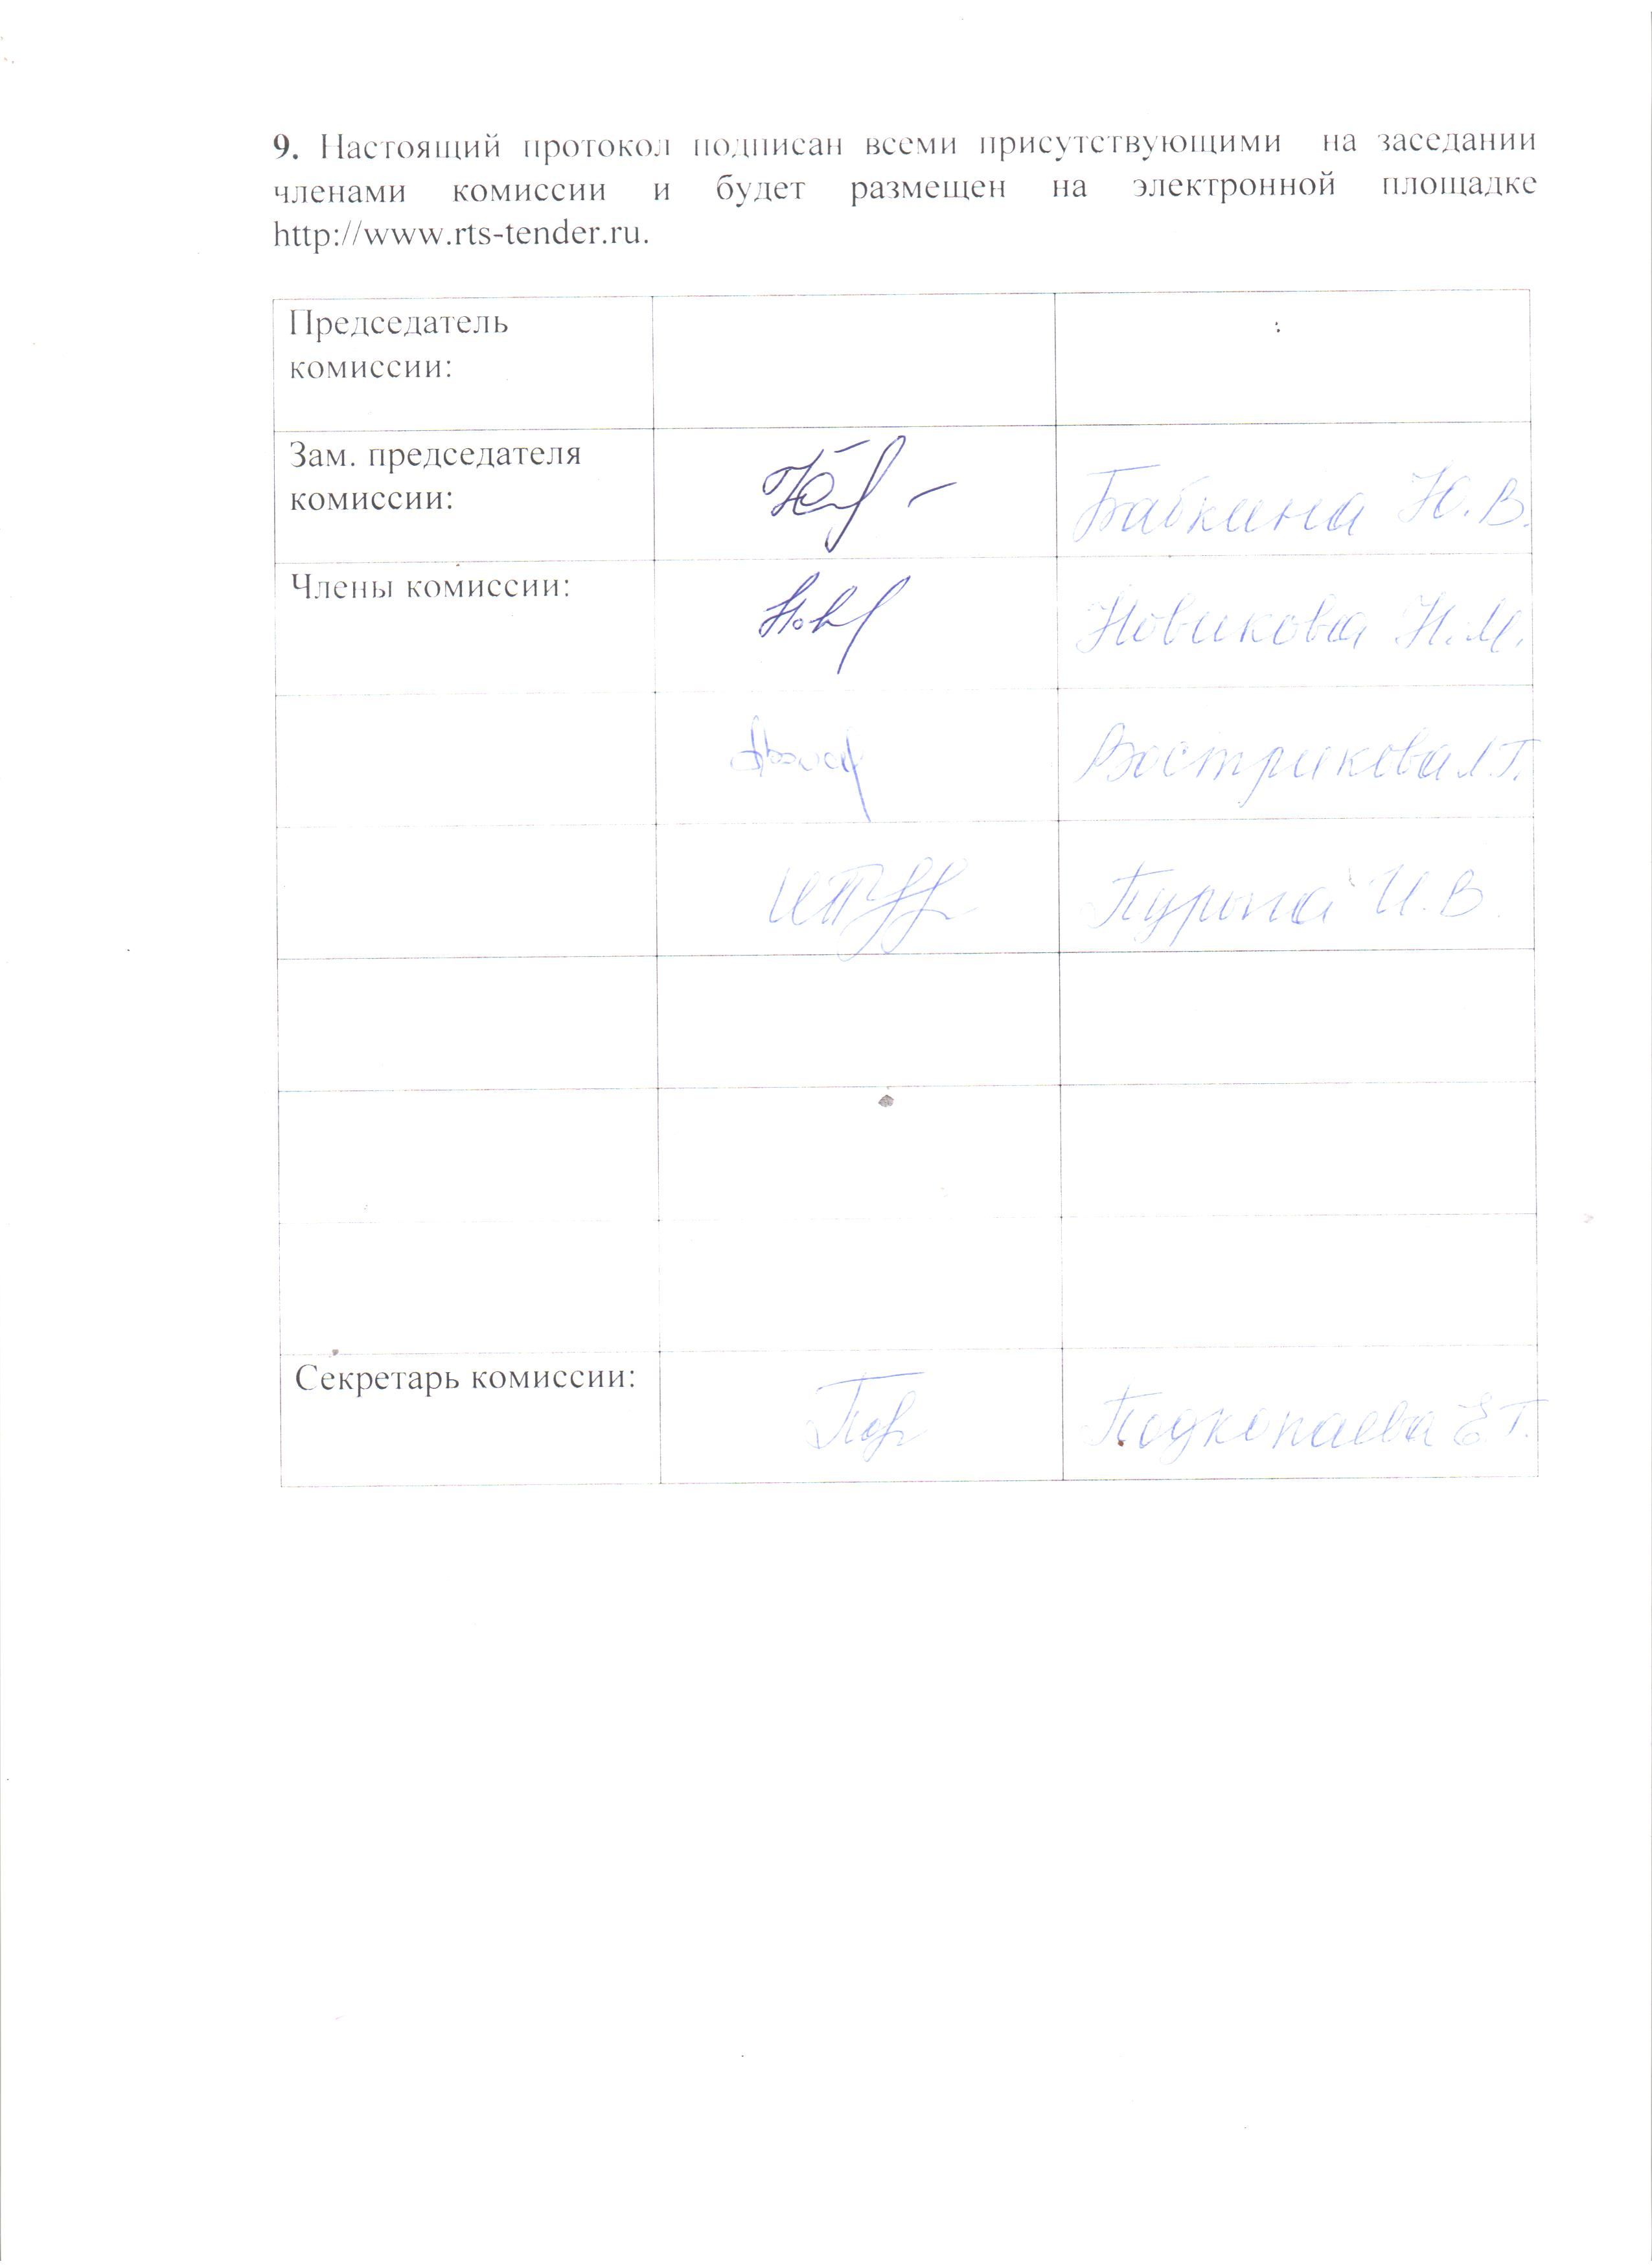 9. Настоящий протокол подписан всеми присутствующими на заседании
членами комиссии и будет размещен на электронной площадке
http://www.rts-tender.ru.
Председатель
комиссии:
Зам. председателя
комиссии:
Бабкина Ю.В.
Члены комиссии:
Новикова Н.М.
Вострикова Л.Г.
И.В.
Секретарь комиссии:
Подкопаева Е.Г.